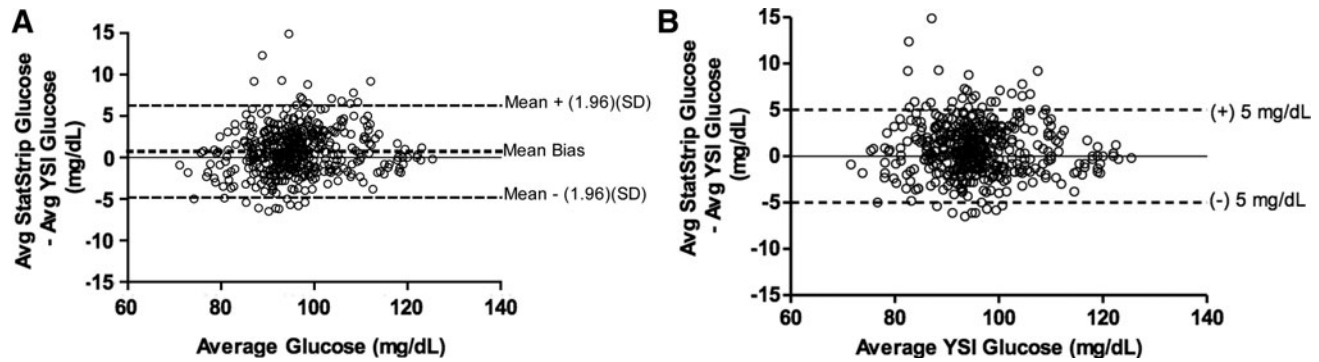 A
Avg StatStrip Glucose
- Avg YSI Glucose
(mg/dL)
15
10
5
0
-5
-10
-15
60
80
100
120
140
Average Glucose (mg/dL)
Mean + (1.96)(SD)
Mean Bias
Mean - (1.96)(SD)
B
Avg StatStrip Glucose
- Avg YSI Glucose
(mg/dL)
15
10
5
0
-5
-10
-15
60
80
100
120
140
Average YSI Glucose (mg/dL)
(+) 5 mg/dL
(-) 5 mg/dL